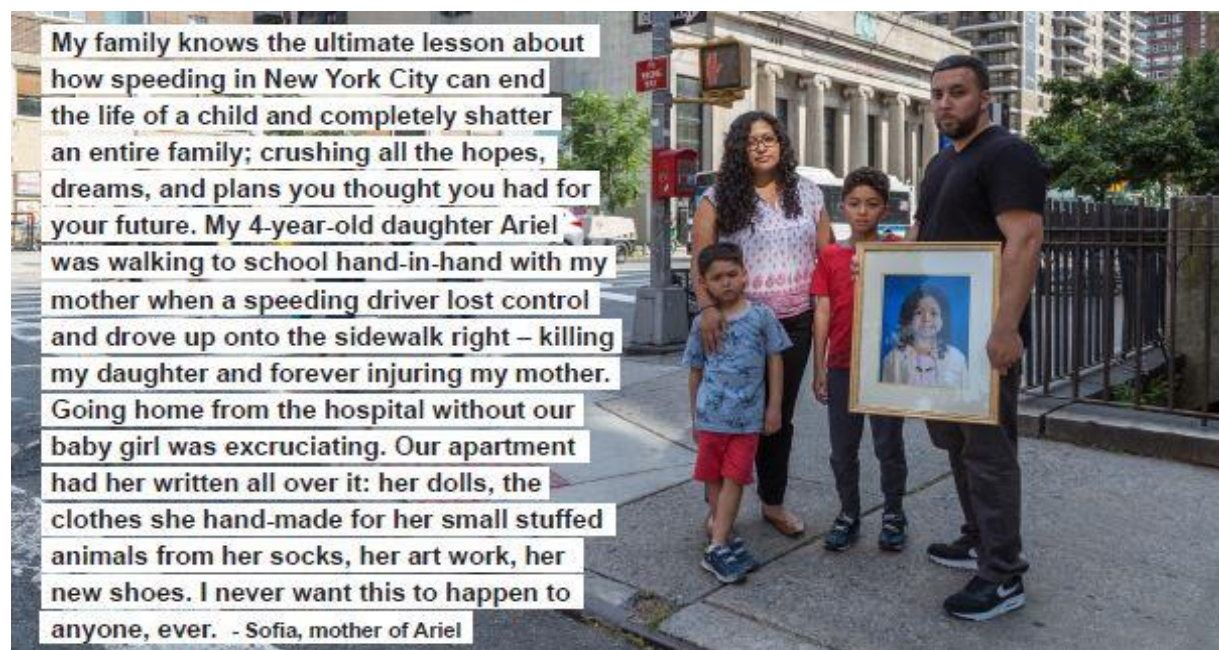 My family knows the ultimate lesson about
how speeding in New York City can end
the life of a child and completely shatter
an entire family; crushing all the hopes,
dreams, and plans you thought you had for
your future. My 4-year-old daughter Ariel
was walking to school hand-in-hand with my
mother when a speeding driver lost control
and drove up onto the sidewalk right – killing
my daughter and forever injuring my mother.
Going home from the hospital without our
baby girl was excruciating. Our apartment
had her written all over it: her dolls, the
clothes she hand-made for her small stuffed
animals from her socks, her art work, her
new shoes. I never want this to happen to
anyone, ever. - Sofia, mother of Ariel